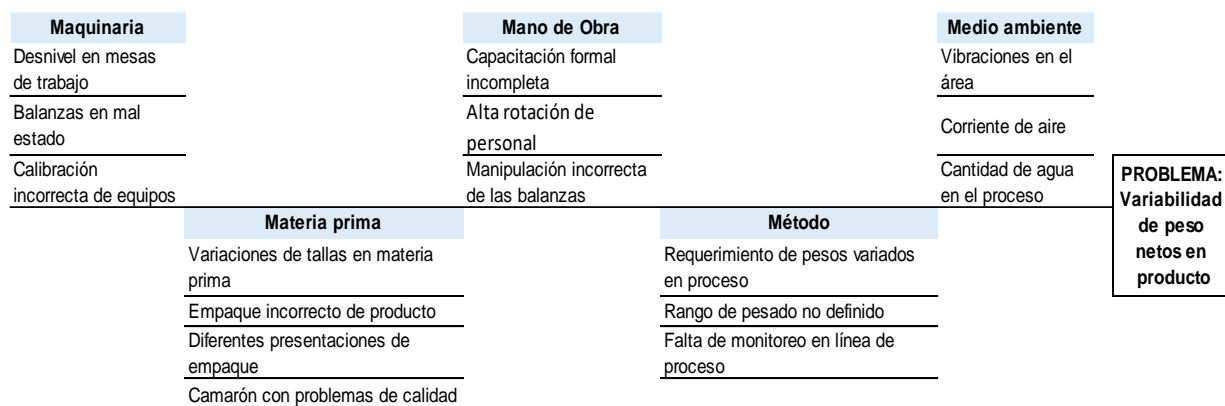 Maquinaria
Desnivel en mesas
de trabajo
Balanzas en mal
estado
Calibración
incorrecta de equipos
Mano de Obra
Capacitación formal
incompleta
Alta rotación de
personal
Manipulación incorrecta
de las balanzas
Medio ambiente
Vibraciones en el
área
Corriente de aire
Cantidad de agua
en el proceso
PROBLEMA:
Variabilidad
de peso
netos en
producto
Materia prima
Variaciones de tallas en materia
prima
Empaque incorrecto de producto
Diferentes presentaciones de
empaque
Camarón con problemas de calidad
Método
Requerimiento de pesos variados
en proceso
Rango de pesado no definido
Falta de monitoreo en línea de
proceso